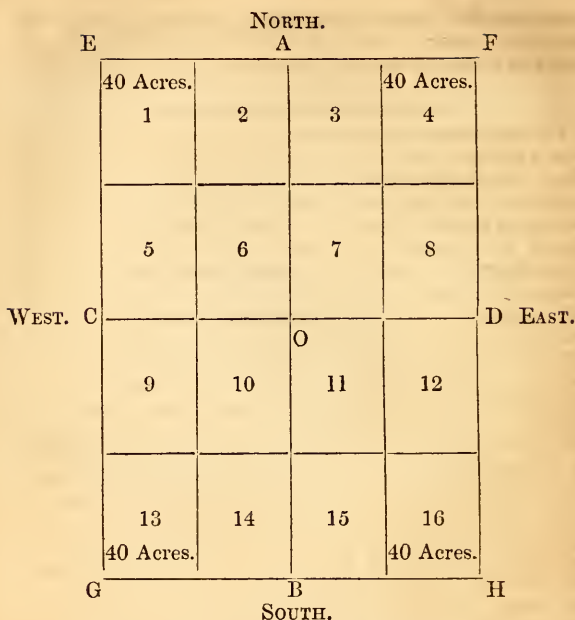 NORTH.
E A F
40 Acres. 40 Acres.
1 2 3 4
5 6 7 8
WEST. C D EAST.
O
9 10 11 12
13 14 15 16
40 Acres. 40 Acres.
G B H
SOUTH.